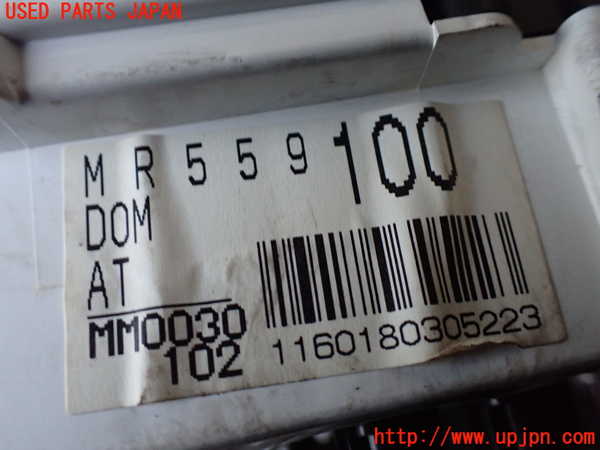 USED PARTS JAPAN
MR559100
DOM
AT
MM0030
102
1160180305223
http://www.upjpn.com/